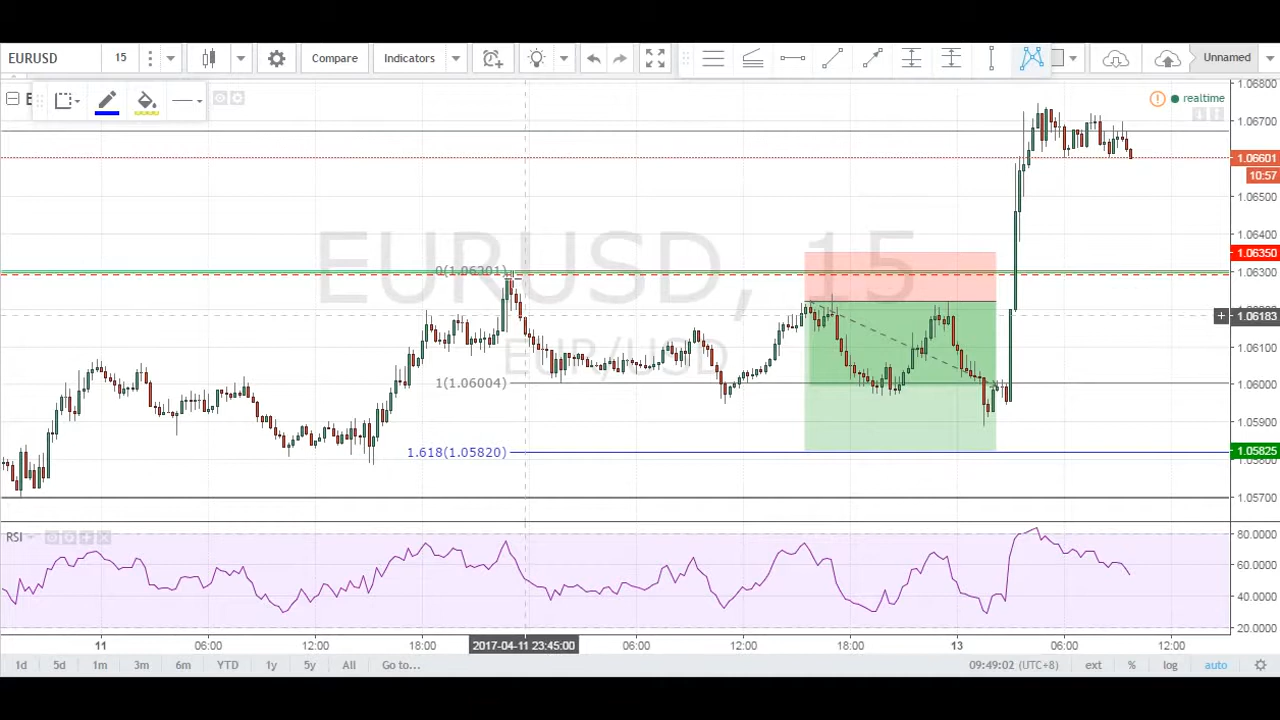 EURUSD 15 Compare Indicators Unnamed
E
realtime
1.06800
1.06700
1.06601
10:57
1.06500
1.06400
1.06350
EURUSD, 15
EUR/USD
0(1.06301)
1.06300
1.06183
1.06100
1(1.06004)
1.06000
1.05900
1.618(1.05820)
1.05825
1.05700
RSI
80.0000
60.0000
40.0000
20.0000
11 06:00 12:00 18:00 2017-04-11 23:45:00 06:00 12:00 18:00 13 06:00 12:00
1d 5d 1m 3m 6m YTD 1y 5y All Go to... 09:49:02 (UTC+8) ext % log auto